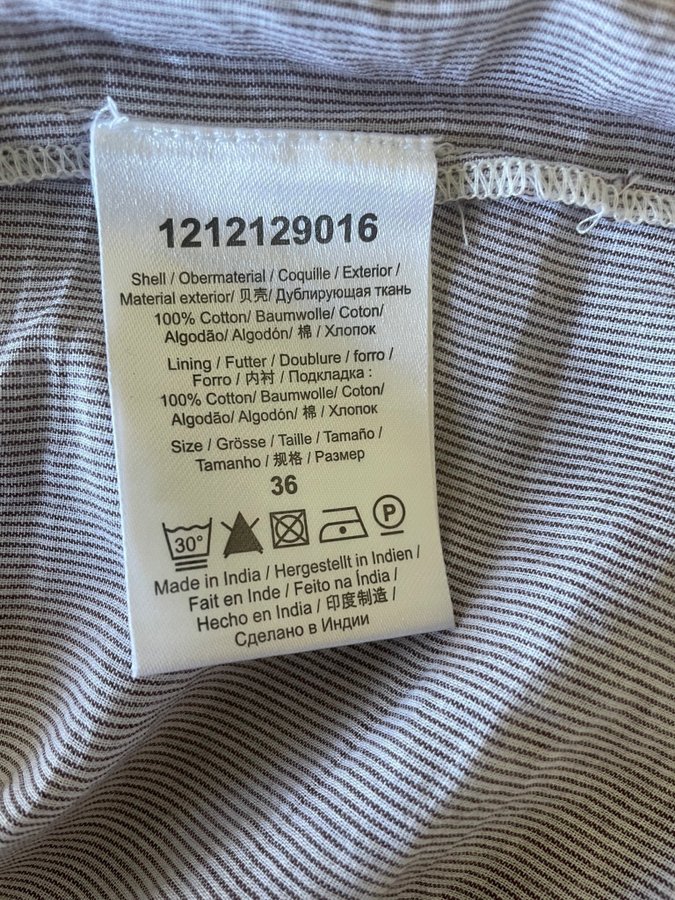 1212129016
Shell / Obermaterial / Coquille / Exterior /
Material exterior/ 贝壳/ Дублирующая ткань
100% Cotton/ Baumwolle/ Coton/
Algodão/ Algodón/ 棉 / Хлопок
Lining / Futter / Doublure / forro /
Forro / 内衬 / Подкладка :
100% Cotton/ Baumwolle/ Coton/
Algodão/ Algodón/ 棉 / Хлопок
Size / Grösse / Taille / Tamaño /
Tamanho / 规格 / Размер
36
30° P
Made in India / Hergestellt in Indien /
Fait en Inde / Feito na Índia /
Hecho en India / 印度制造 /
Сделано в Индии